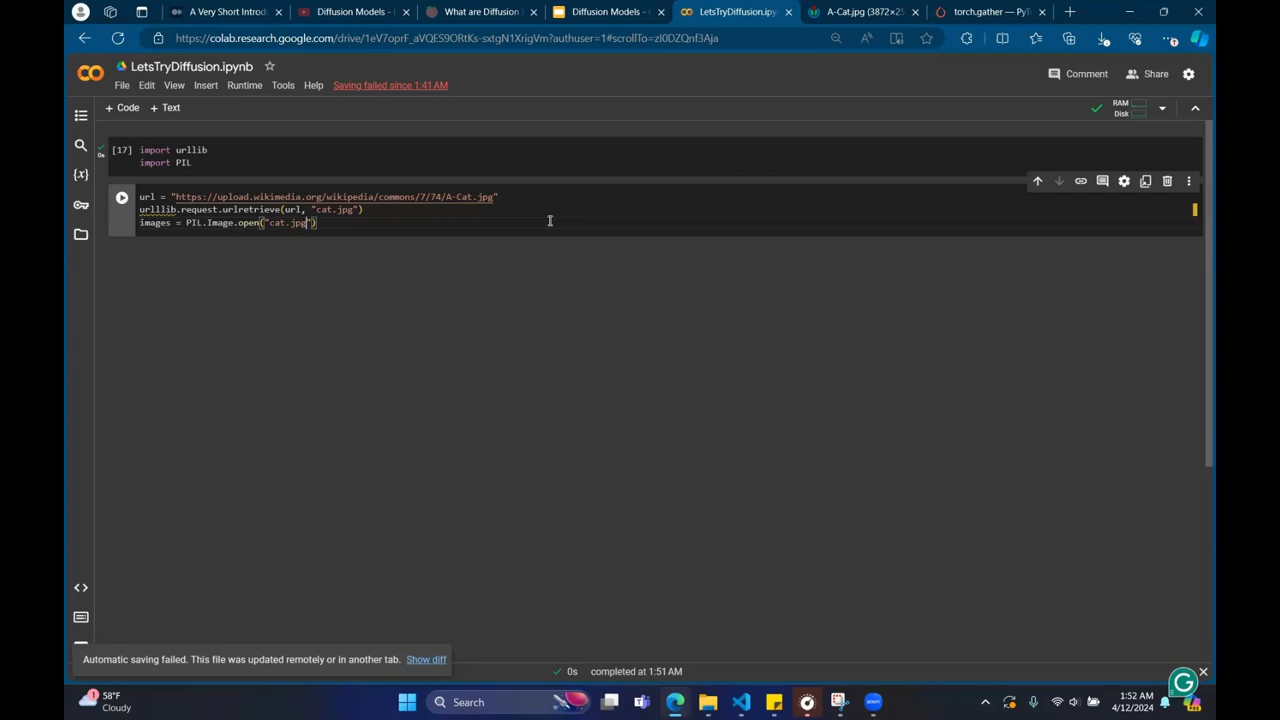 A Very Short Introd
Diffusion Models -
What are Diffusion
Diffusion Models -
LetsTryDiffusion.ipyn
A-Cat.jpg (3872×25
torch.gather — PyT
https://colab.research.google.com/drive/1eV7oprF_aVQES9ORtKs-sxtgN1XrigVm?authuser=1#scrollTo=zI0DZQnf3Aja
LetsTryDiffusion.ipynb
Comment
Share
File Edit View Insert Runtime Tools Help Saving failed since 1:41 AM
+ Code + Text
RAM
Disk
[17] import urllib
0s
import PIL
url = "https://upload.wikimedia.org/wikipedia/commons/7/74/A-Cat.jpg"
urlllib.request.urlretrieve(url, "cat.jpg")
images = PIL.Image.open("cat.jpg")
{x}
Automatic saving failed. This file was updated remotely or in another tab. Show diff
0s completed at 1:51 AM
1
58°F
Cloudy
Search
zoom
1:52 AM
4/12/2024